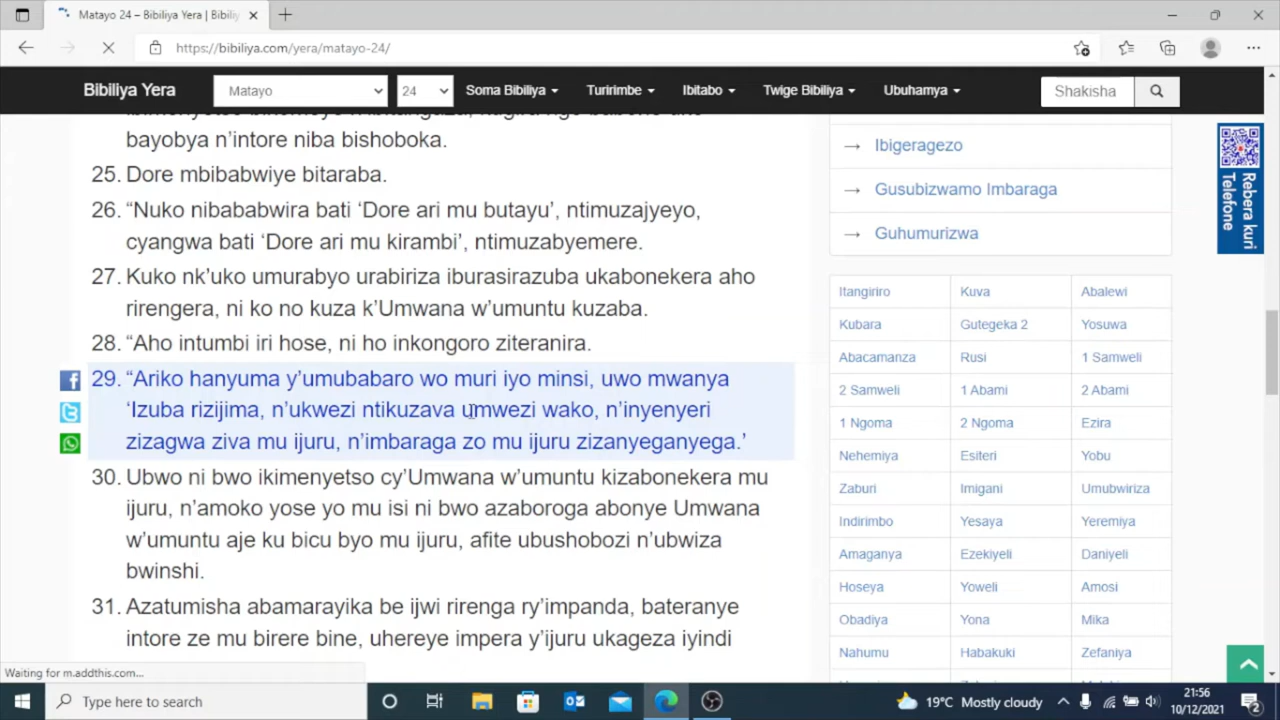 Matayo 24 – Bibiliya Yera | Bibiliy
https://bibiliya.com/yera/matayo-24/
Bibiliya Yera
Matayo
24
Soma Bibiliya
Turirimbe
Ibitabo
Twige Bibiliya
Ubuhamya
Shakisha
bayobya n’intore niba bishoboka.
25. Dore mbibabwiye bitaraba.
26. “Nuko nibababwira bati ‘Dore ari mu butayu’, ntimuzajyeyo,
cyangwa bati ‘Dore ari mu kirambi’, ntimuzabyemere.
27. Kuko nk’uko umurabyo urabiriza iburasirazuba ukabonekera aho
rirengera, ni ko no kuza k’Umwana w’umuntu kuzaba.
28. “Aho intumbi iri hose, ni ho inkongoro ziteranira.
29. “Ariko hanyuma y’umubabaro wo muri iyo minsi, uwo mwanya
‘Izuba rizijima, n’ukwezi ntikuzava umwezi wako, n’inyenyeri
zizagwa ziva mu ijuru, n’imbaraga zo mu ijuru zizanyeganyega.’
30. Ubwo ni bwo ikimenyetso cy’Umwana w’umuntu kizabonekera mu
ijuru, n’amoko yose yo mu isi ni bwo azaboroga abonye Umwana
w’umuntu aje ku bicu byo mu ijuru, afite ubushobozi n’ubwiza
bwinshi.
31. Azatumisha abamarayika be ijwi rirenga ry’impanda, bateranye
intore ze mu birere bine, uhereye impera y’ijuru ukageza iyindi
→ Ibigeragezo
→ Gusubizwamo Imbaraga
→ Guhumurizwa
Itangiriro Kuva Abalewi
Kubara Gutegeka 2 Yosuwa
Abacamanza Rusi 1 Samweli
2 Samweli 1 Abami 2 Abami
1 Ngoma 2 Ngoma Ezira
Nehemiya Esiteri Yobu
Zaburi Imigani Umubwiriza
Indirimbo Yesaya Yeremiya
Amaganya Ezekiyeli Daniyeli
Hoseya Yoweli Amosi
Obadiya Yona Mika
Nahumu Habakuki Zefaniya
Rebera kuri
Telefone
Waiting for m.addthis.com...
Type here to search
19°C Mostly cloudy
21:56
10/12/2021
2